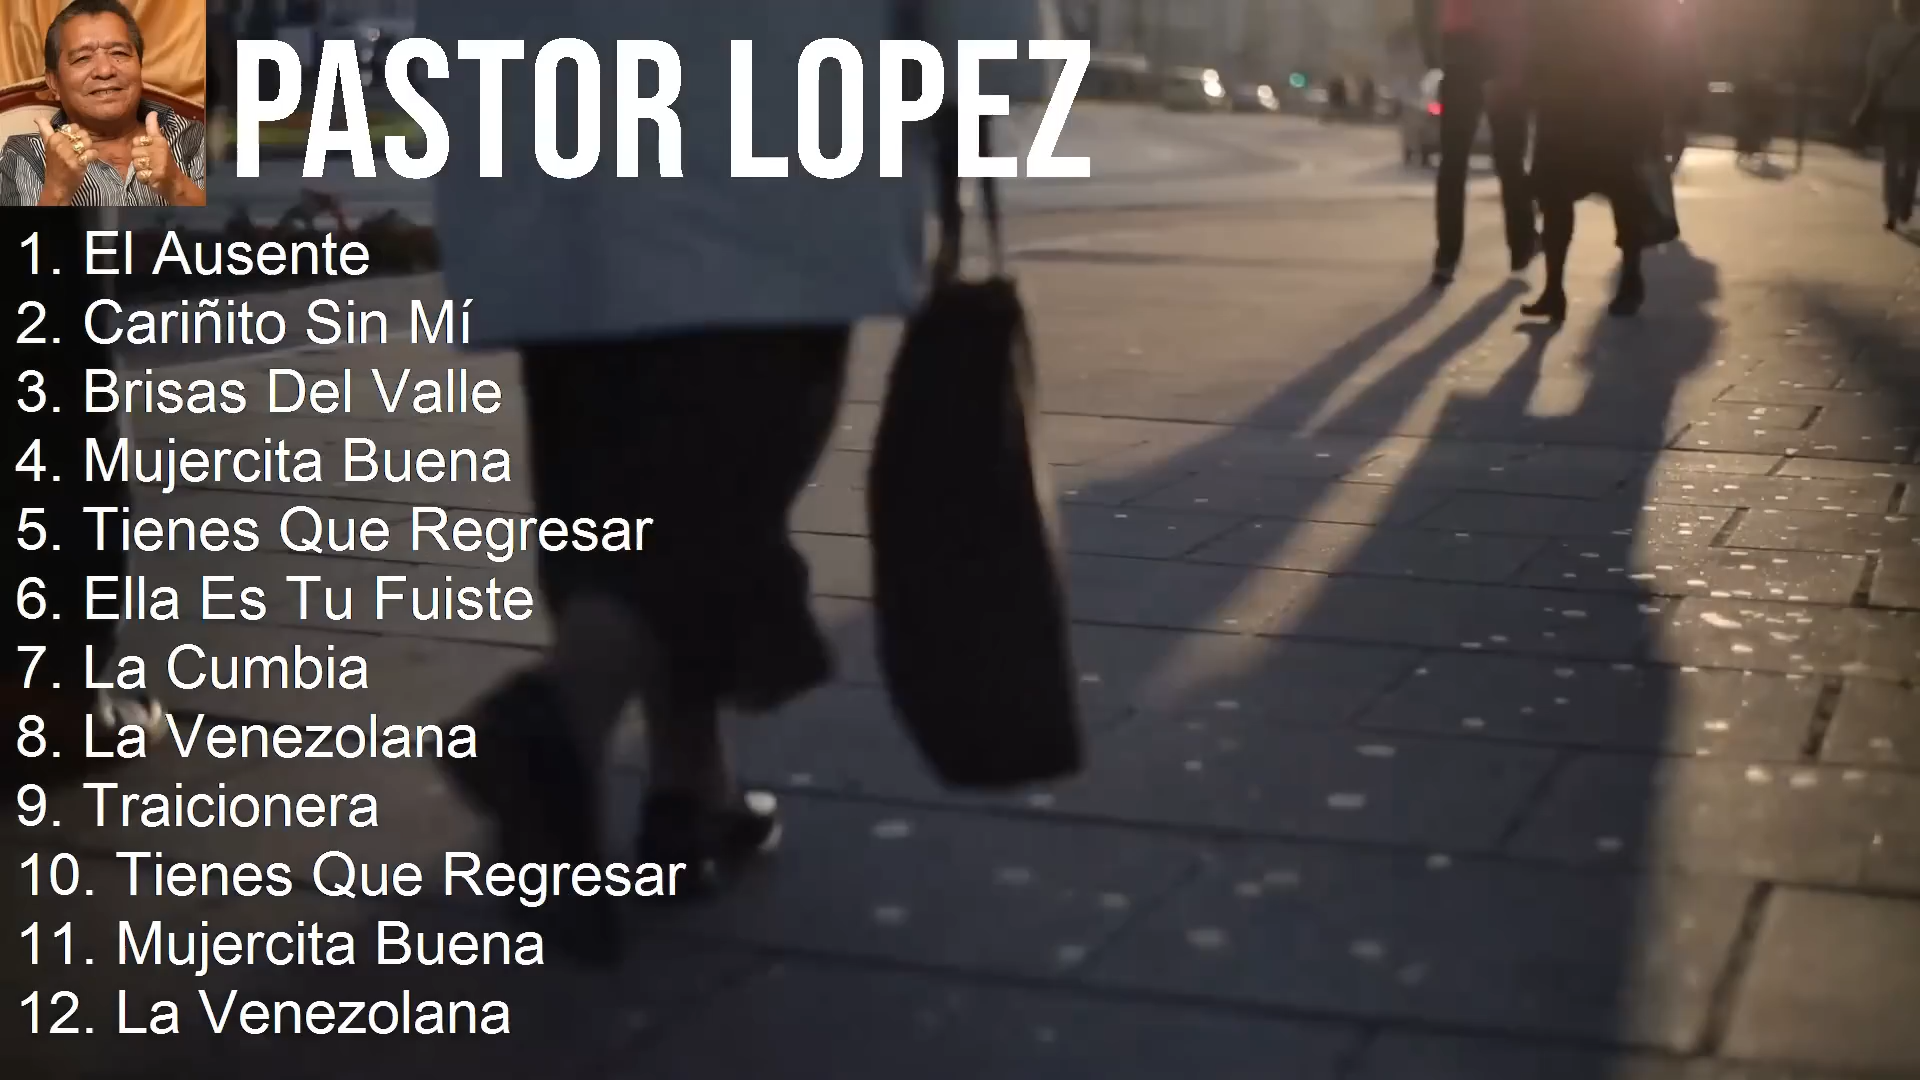 PASTOR LOPEZ
1. El Ausente
2. Cariñito Sin Mí
3. Brisas Del Valle
4. Mujercita Buena
5. Tienes Que Regresar
6. Ella Es Tu Fuiste
7. La Cumbia
8. La Venezolana
9. Traicionera
10. Tienes Que Regresar
11. Mujercita Buena
12. La Venezolana